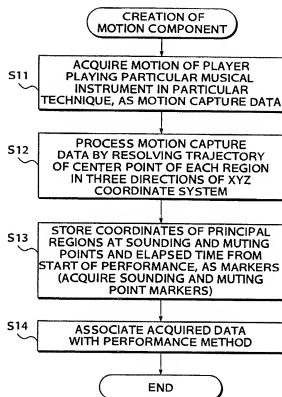 CREATION OF
MOTION COMPONENT
S11
ACQUIRE MOTION OF PLAYER
PLAYING PARTICULAR MUSICAL
INSTRUMENT IN PARTICULAR
TECHNIQUE, AS MOTION CAPTURE DATA
S12
PROCESS MOTION CAPTURE
DATA BY RESOLVING TRAJECTORY
OF CENTER POINT OF EACH REGION
IN THREE DIRECTIONS OF XYZ
COORDINATE SYSTEM
S13
STORE COORDINATES OF PRINCIPAL
REGIONS AT SOUNDING AND MUTING
POINTS AND ELAPSED TIME FROM
START OF PERFORMANCE, AS MARKERS
(ACQUIRE SOUNDING AND MUTING
POINT MARKERS)
S14
ASSOCIATE ACQUIRED DATA
WITH PERFORMANCE METHOD
END